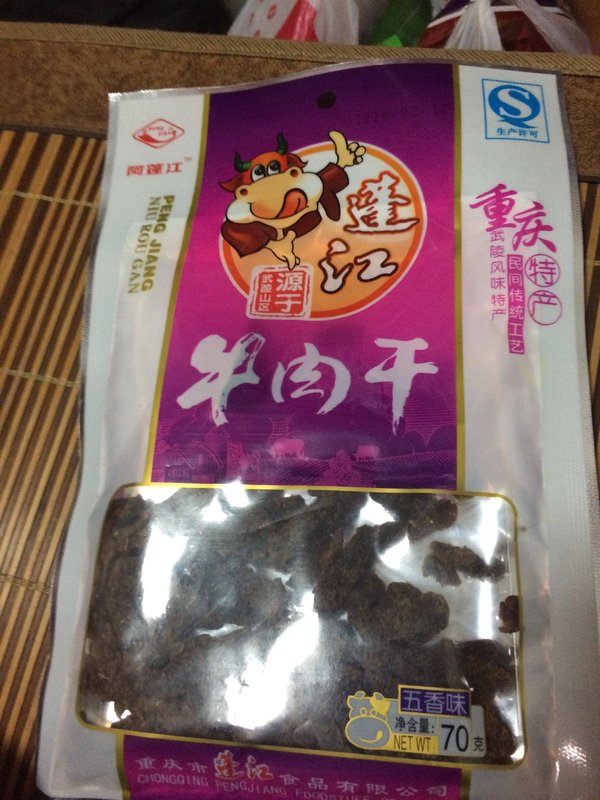 阿蓬江™
PENG JIANG
NIU ROU GAN
蓬江
源于
武陵山区
生产许可
重庆特产
武陵风味特产
民间传统工艺
牛肉干
五香味
净含量:
NET WT
70克
重庆市蓬江食品有限公司
CHONGQING PENGJIANG FOODSTUFF